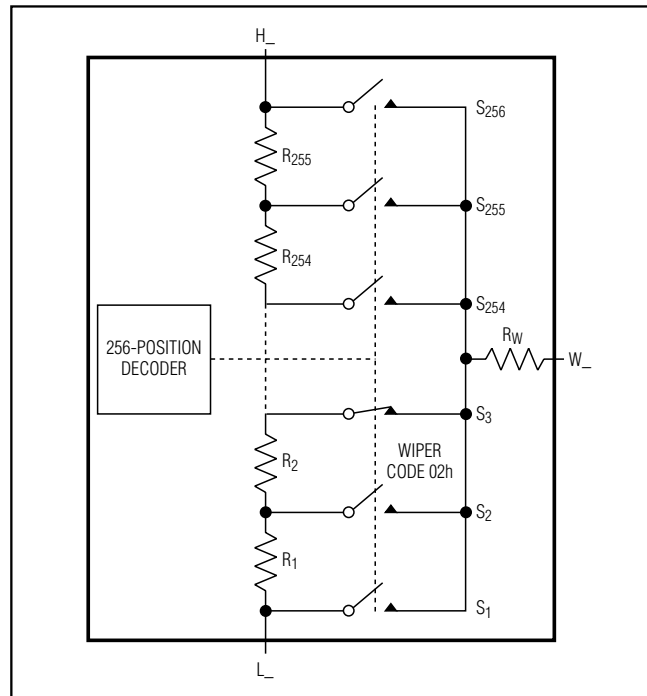 H_
S256
R255
S255
R254
S254
256-POSITION
DECODER
RW
W_
S3
R2
WIPER
CODE 02h
S2
R1
S1
L_